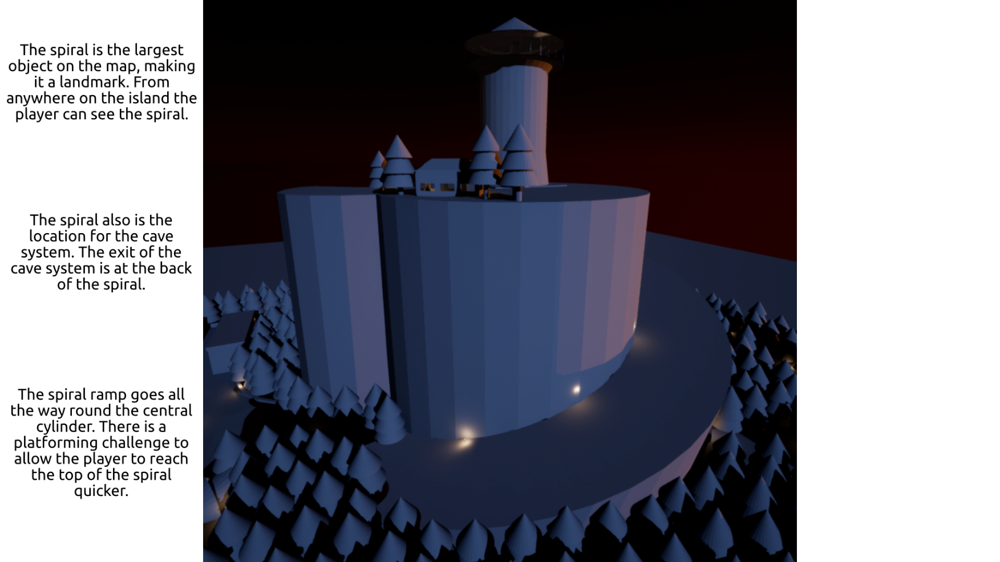 The spiral is the largest
object on the map, making
it a landmark. From
anywhere on the island the
player can see the spiral.
The spiral also is the
location for the cave
system. The exit of the
cave system is at the back
of the spiral.
The spiral ramp goes all
the way round the central
cylinder. There is a
platforming challenge to
allow the player to reach
the top of the spiral
quicker.